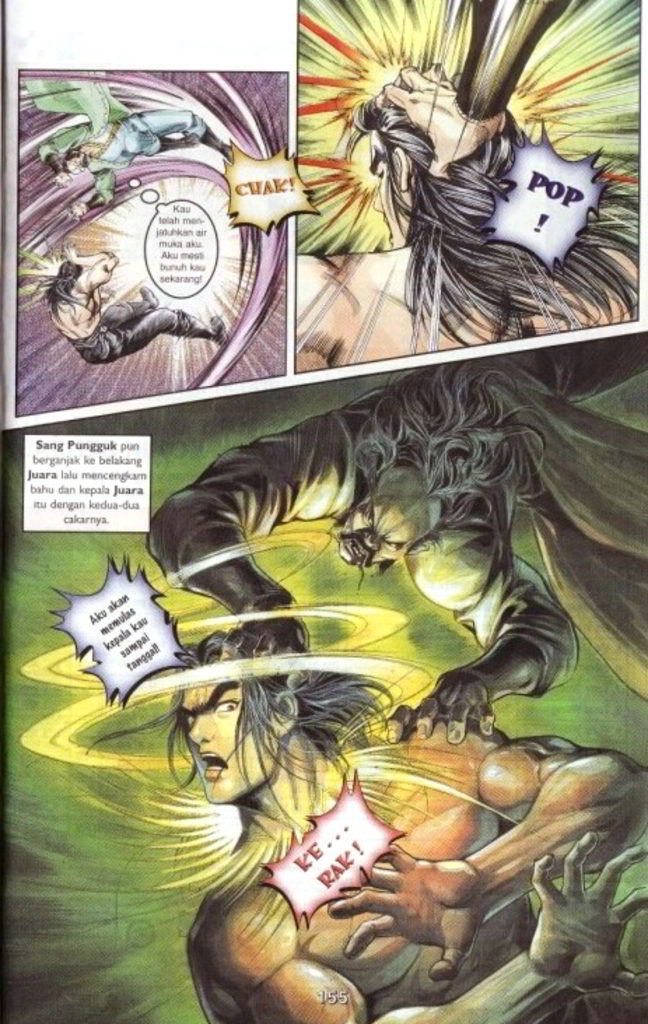 Kau
telah men-
jatuhkan air
muka aku.
Aku mesti
bunuh kau
sekarang!
CHAK!
POP
!
Sang Pungguk pun
berganjak ke belakang
Juara lalu mencengkam
bahu dan kepala Juara
itu dengan kedua-dua
cakarnya.
Aku akan
memulas
kepala kau
sampai
tanggal!
KE...
RAK!
155